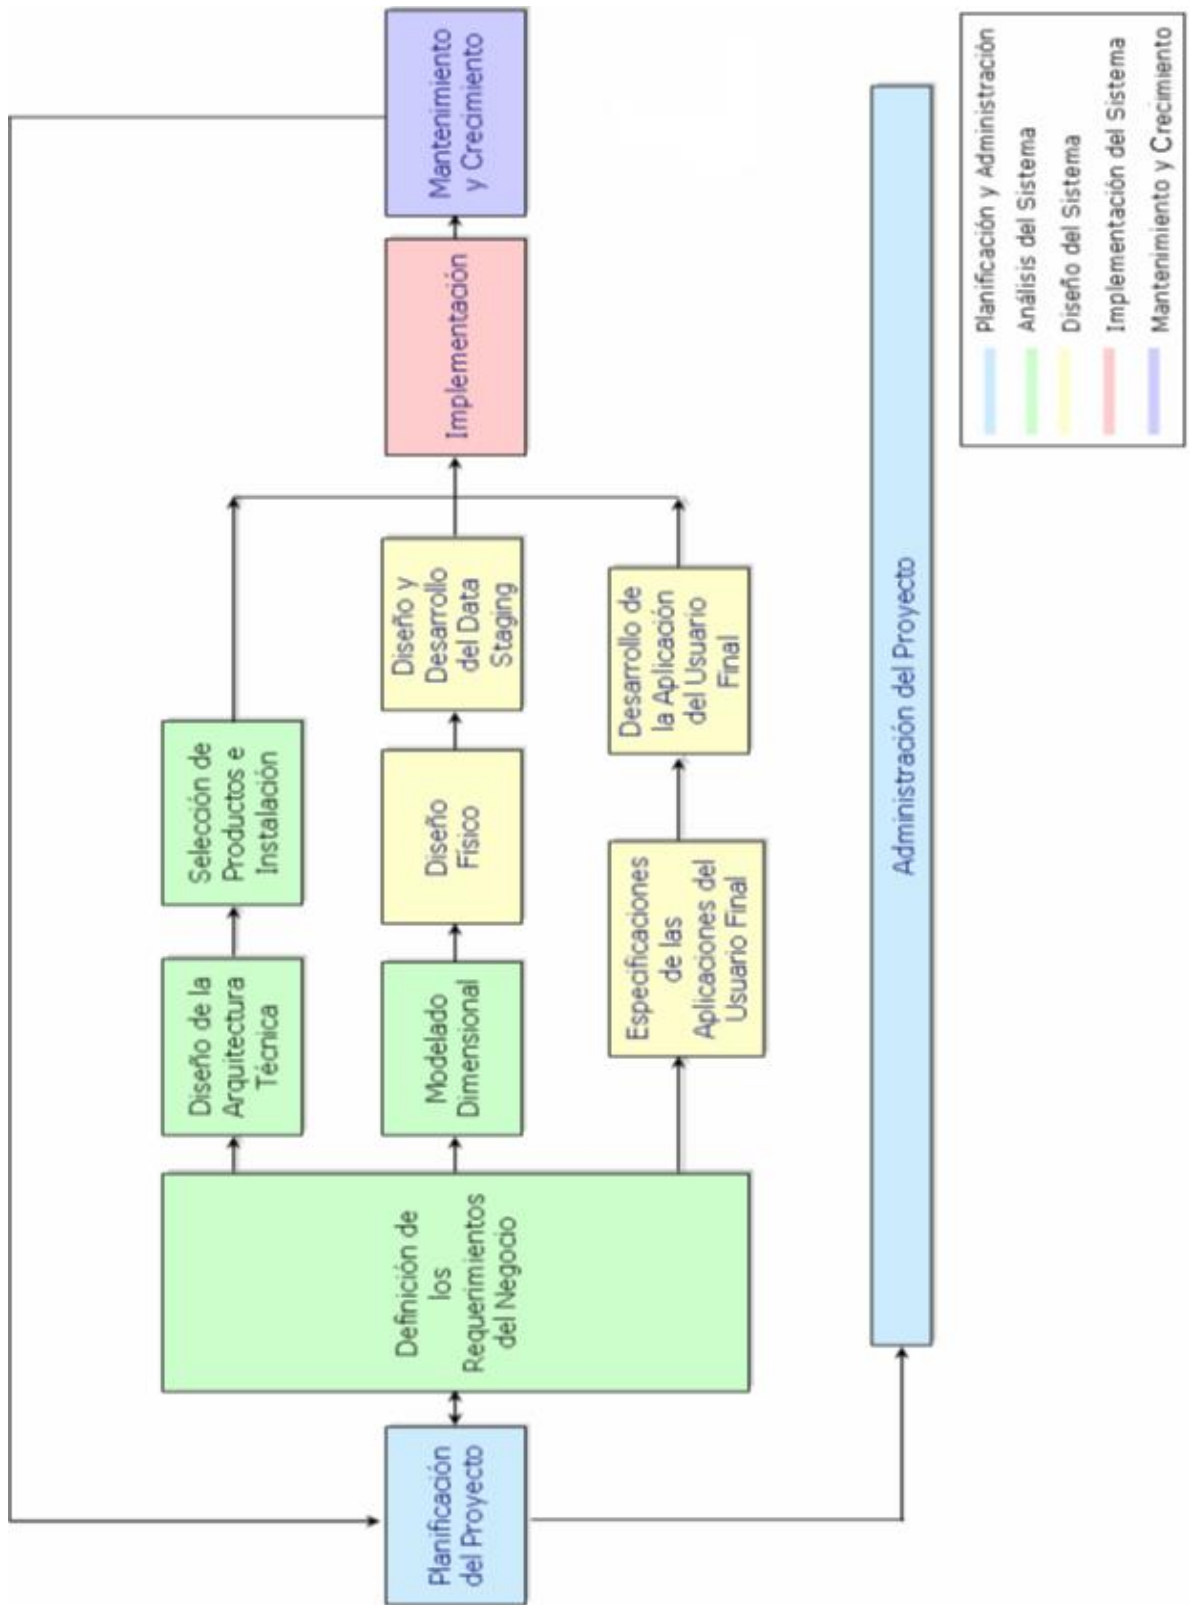 Planificación
del Proyecto
Definición de
los
Requerimientos
del Negocio
Diseño de la
Arquitectura
Técnica
Selección de
Productos e
Instalación
Modelado
Dimensional
Diseño
Físico
Diseño y
Desarrollo
del Data
Staging
Especificaciones
de las
Aplicaciones del
Usuario Final
Desarrollo de
la Aplicación
del Usuario
Final
Implementación
Mantenimiento
y Crecimiento
Administración del Proyecto
Planificación y Administración
Análisis del Sistema
Diseño del Sistema
Implementación del Sistema
Mantenimiento y Crecimiento